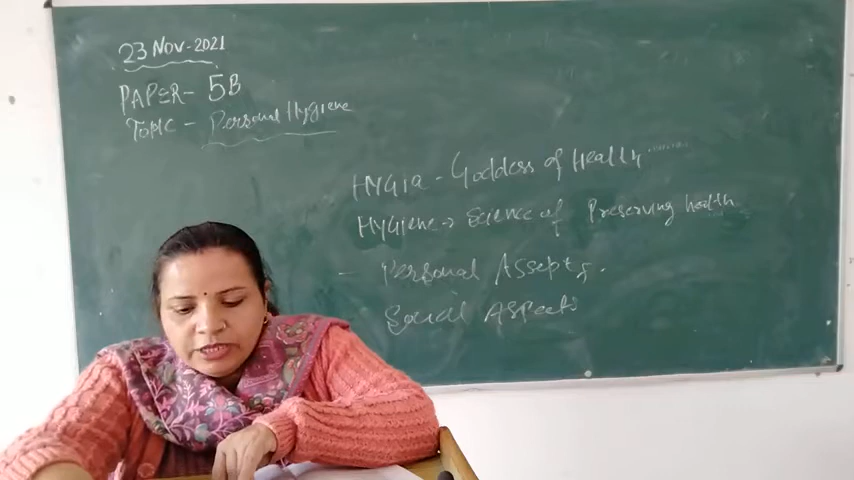 23 Nov-2021
PAPER- 5B
Topic - Personal Hygiene
HYGIA - Goddess of Health
Hygiene → Science of Preserving health
- Personal Assepts.
Social Aspects